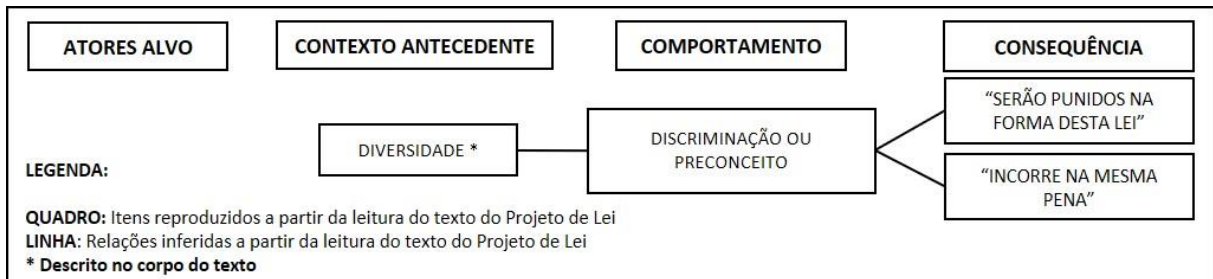 ATORES ALVO
CONTEXTO ANTECEDENTE
COMPORTAMENTO
CONSEQUÊNCIA
DIVERSIDADE *
DISCRIMINAÇÃO OU
PRECONCEITO
“SERÃO PUNIDOS NA
FORMA DESTA LEI”
“INCORRE NA MESMA
PENA”
LEGENDA:
QUADRO: Itens reproduzidos a partir da leitura do texto do Projeto de Lei
LINHA: Relações inferidas a partir da leitura do texto do Projeto de Lei
* Descrito no corpo do texto